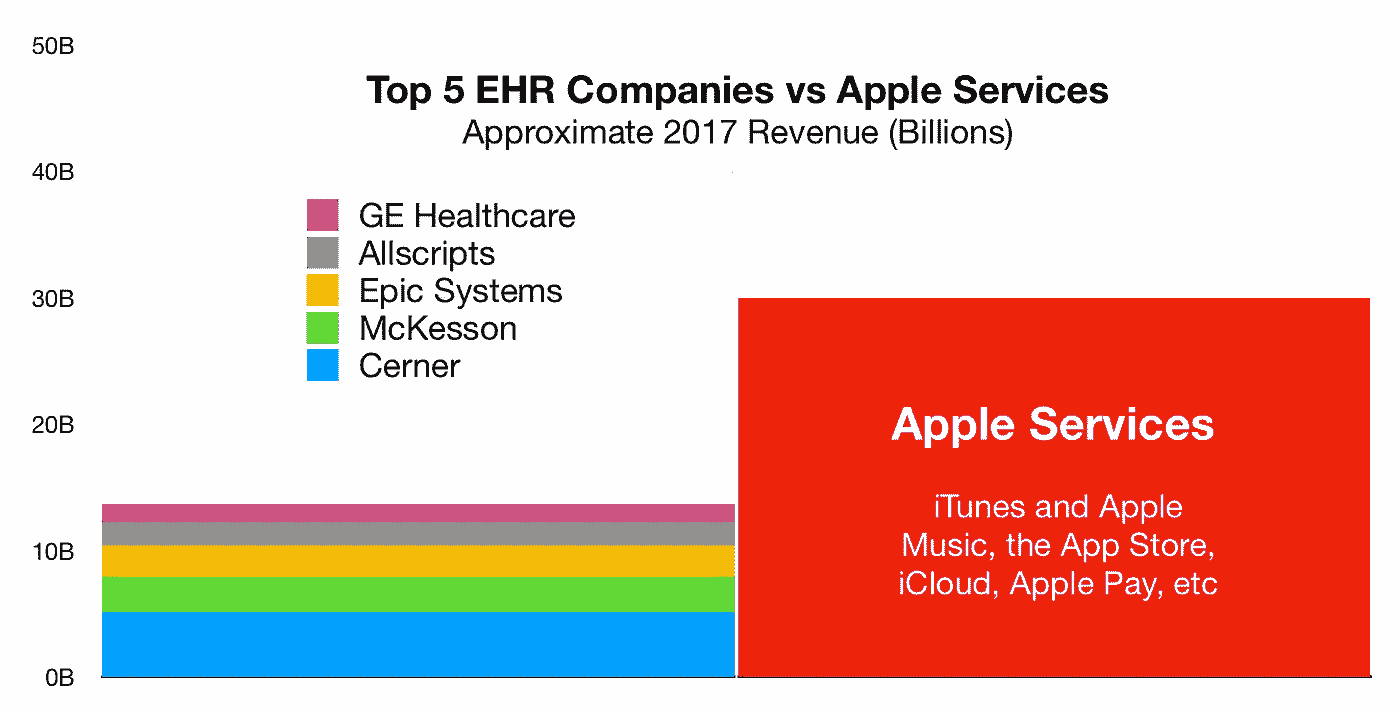 Top 5 EHR Companies vs Apple Services
Approximate 2017 Revenue (Billions)
50B
40B
30B
20B
10B
0B
GE Healthcare
Allscripts
Epic Systems
McKesson
Cerner
Apple Services
iTunes and Apple
Music, the App Store,
iCloud, Apple Pay, etc